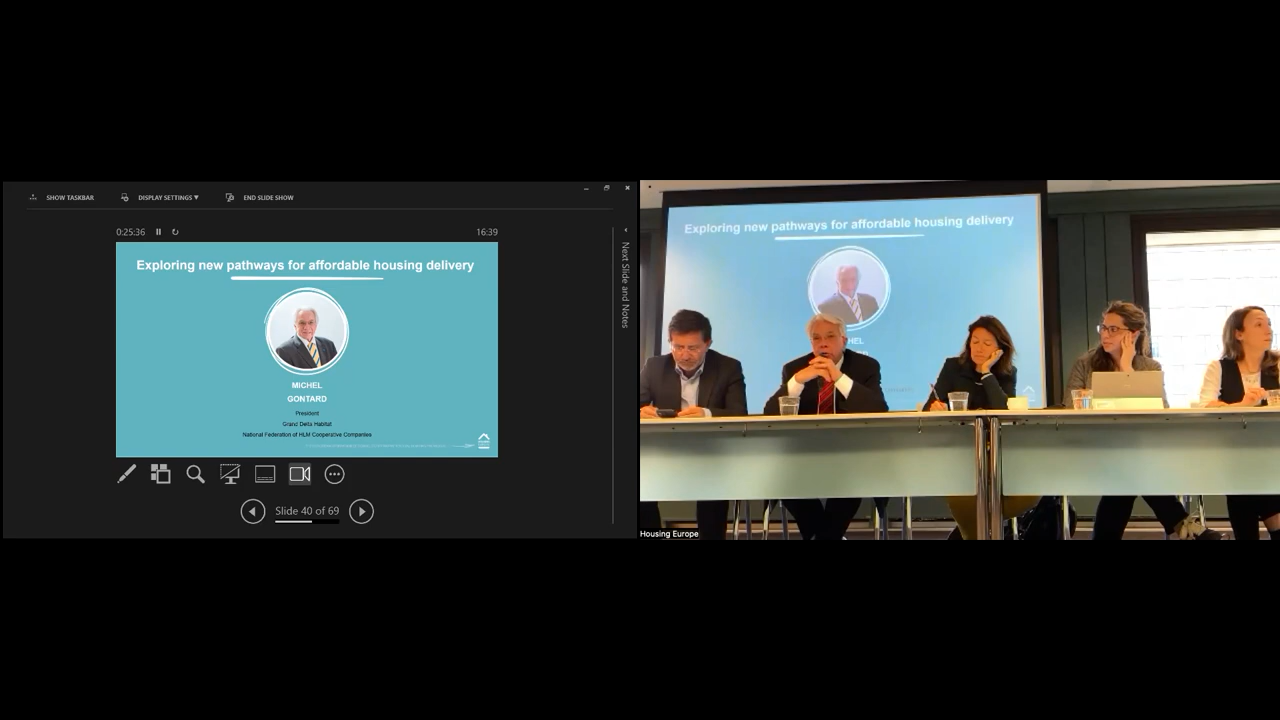 SHOW TASKBAR
DISPLAY SETTINGS ▾
END SLIDE SHOW
0:25:36
16:39
Exploring new pathways for affordable housing delivery
MICHEL
GONTARD
President
Grand Delta Habitat
National Federation of HLM Cooperative Companies
Slide 40 of 69
Next Slide and Notes
Exploring new pathways for affordable housing delivery
HEL
Housing Europe